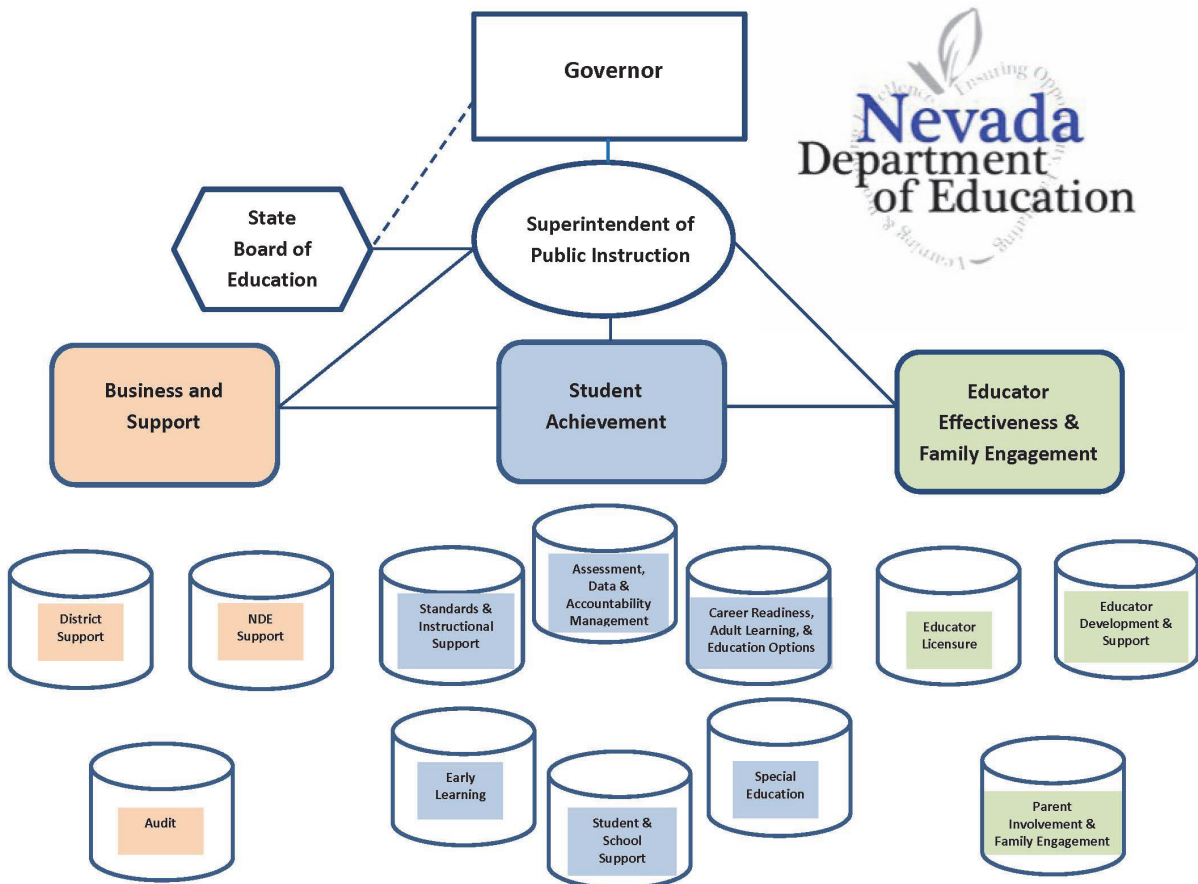 Governor
Nevada
Department
of Education
State
Board of
Education
Superintendent of
Public Instruction
Business and
Support
Student
Achievement
Educator
Effectiveness &
Family Engagement
District
Support
NDE
Support
Standards &
Instructional
Support
Assessment,
Data &
Accountability
Management
Career Readiness,
Adult Learning, &
Education Options
Educator
Licensure
Educator
Development &
Support
Audit
Early
Learning
Student &
School
Support
Special
Education
Parent
Involvement &
Family Engagement